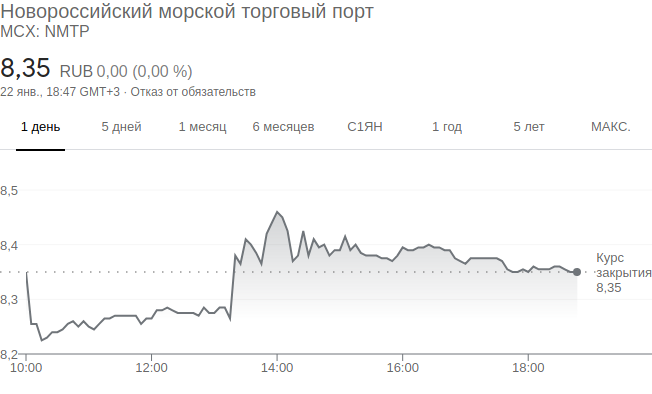 Новороссийский морской торговый порт
MCX: NMTP
8,35 RUB 0,00 (0,00 %)
22 янв., 18:47 GMT+3 · Отказ от обязательств
1 день 5 дней 1 месяц 6 месяцев С1ЯН 1 год 5 лет МАКС.
8,5
8,4
Курс
закрытия
8,35
8,3
8,2
10:00 12:00 14:00 16:00 18:00